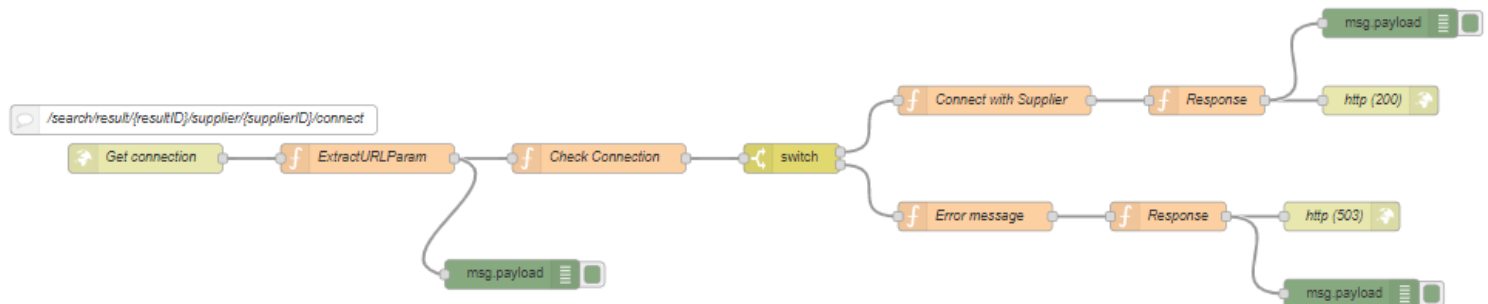 msg.payload
Connect with Supplier
Response
http (200)
/search/result/{resultID}/supplier/{supplierID}/connect
Get connection
ExtractURLParam
Check Connection
switch
Error message
Response
http (503)
msg.payload
msg.payload